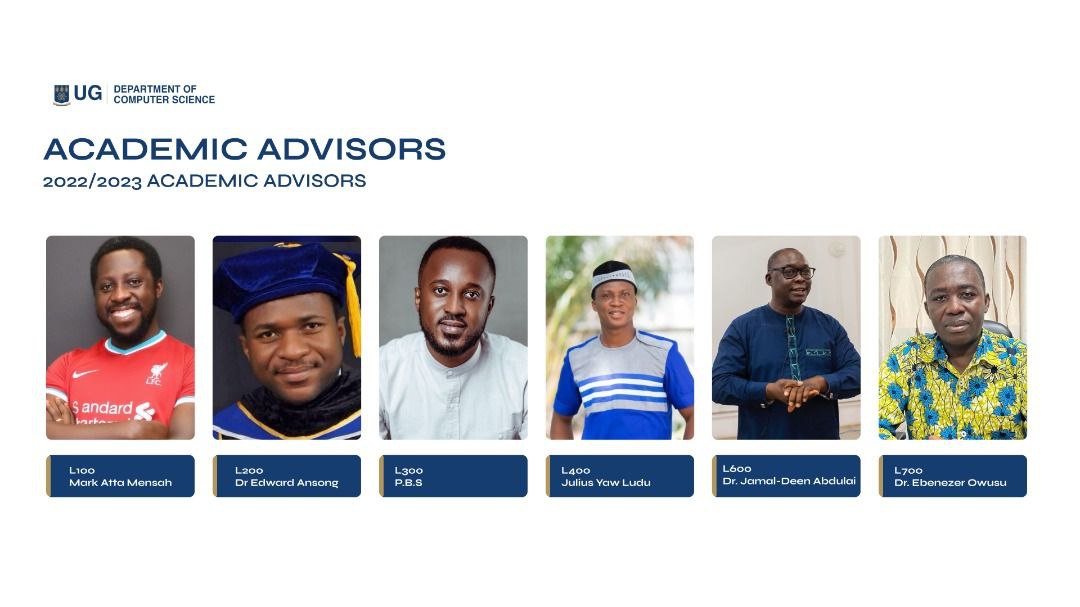 UG
DEPARTMENT OF
COMPUTER SCIENCE
ACADEMIC ADVISORS
2022/2023 ACADEMIC ADVISORS
L.F.C.
andard
L100
Mark Atta Mensah
L200
Dr Edward Ansong
L300
P.B.S
L400
Julius Yaw Ludu
L600
Dr. Jamal-Deen Abdulai
L700
Dr. Ebenezer Owusu